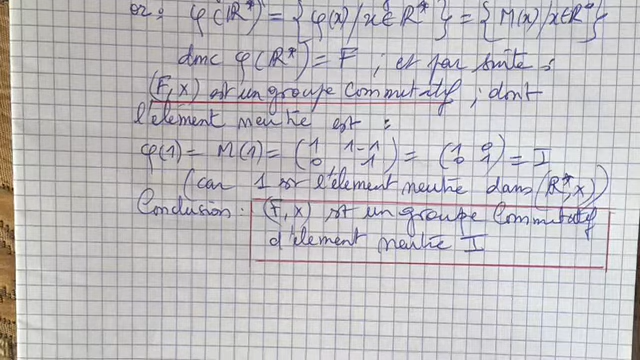 or: φ(ℝ*) = {φ(x) / x ∈ ℝ*} = {M(x) / x ∈ ℝ*}
donc φ(ℝ*) = F ; et par suite :
(F, ×) est un groupe commutatif ; dont
l'élément neutre est :
φ(1) = M(1) = (1 1-1 ; 0 1) = (1 0 ; 0 1) = I
(car 1 est l'élément neutre dans (ℝ*, ×))
Conclusion : (F, ×) est un groupe commutatif
d'élément neutre I